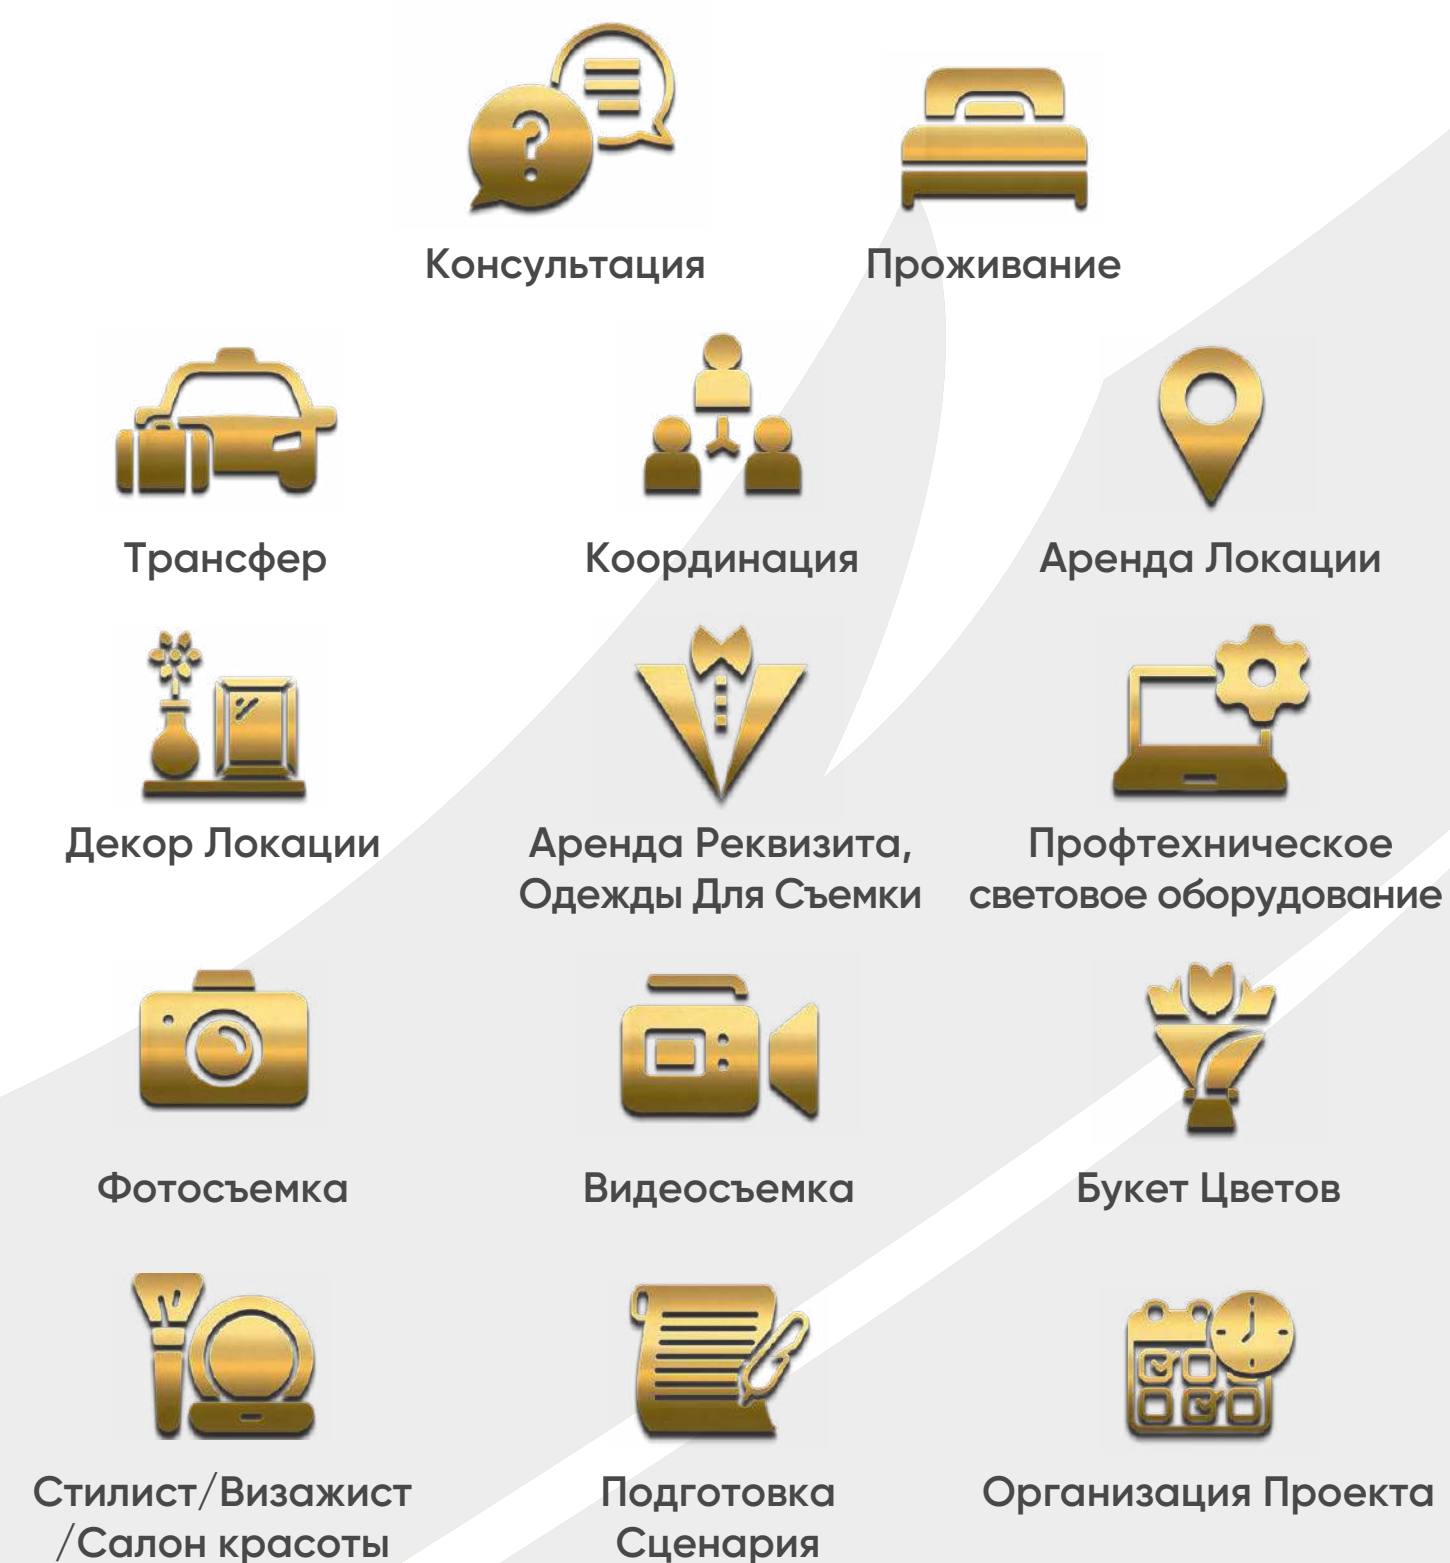 Консультация
Проживание
Трансфер
Координация
Аренда Локации
Декор Локации
Аренда Реквизита,
Одежды Для Съемки
Профтехническое
световое оборудование
Фотосъемка
Видеосъемка
Букет Цветов
Стилист/Визажист
/Салон красоты
Подготовка
Сценария
Организация Проекта